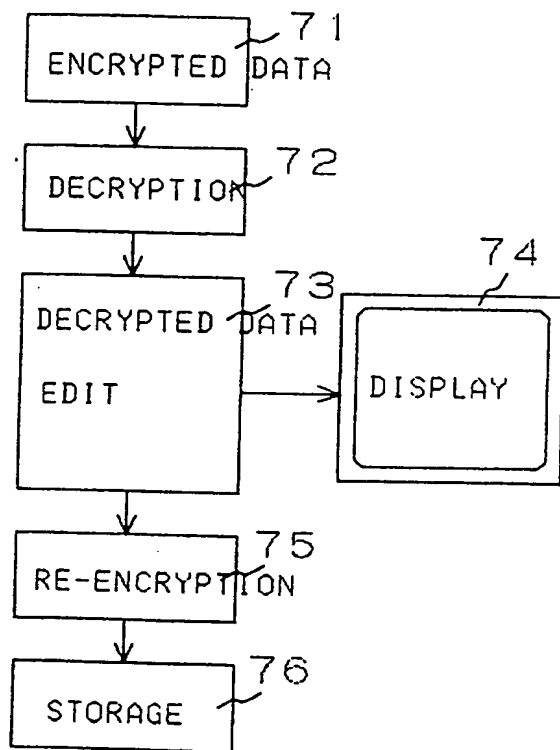 71
ENCRYPTED DATA
72
DECRYPTION
73
DECRYPTED DATA
EDIT
74
DISPLAY
75
RE-ENCRYPTION
76
STORAGE